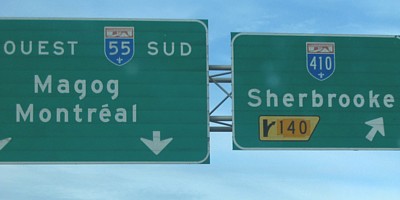 OUEST 55 SUD
Magog
Montréal
410
Sherbrooke
140